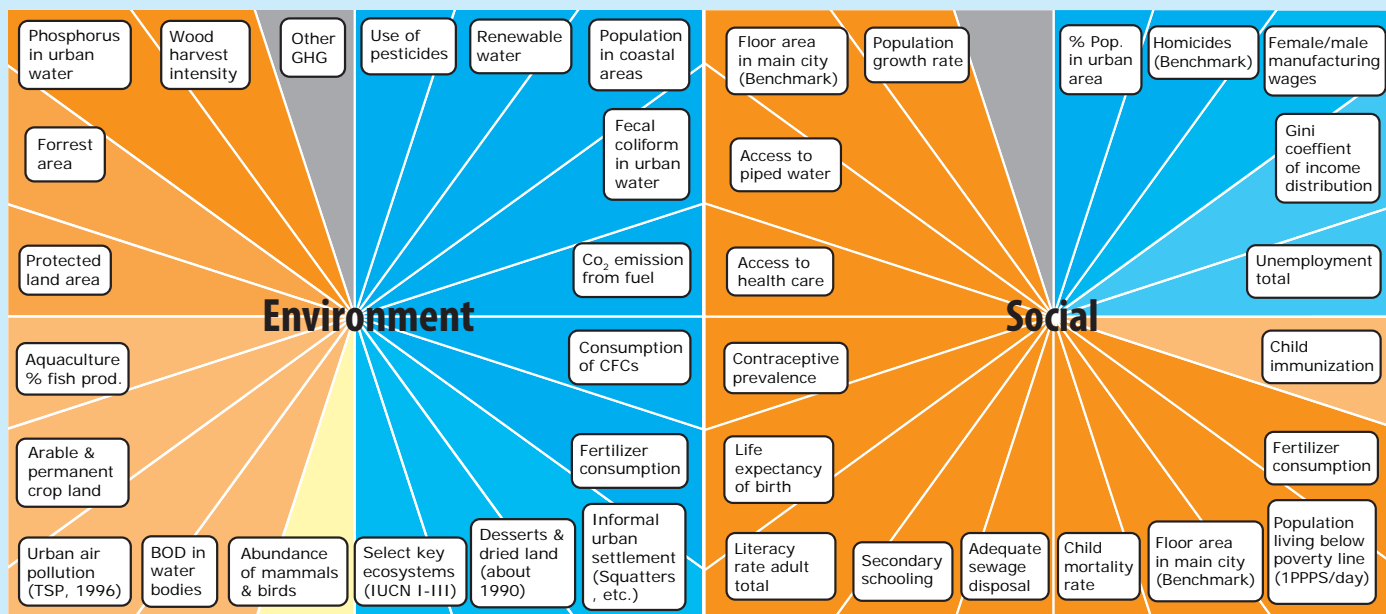 Phosphorus
in urban
water
Wood
harvest
intensity
Other
GHG
Use of
pesticides
Renewable
water
Population
in coastal
areas
Forrest
area
Fecal
coliform
in urban
water
Protected
land area
Co₂ emission
from fuel
Environment
Aquaculture
% fish prod.
Consumption
of CFCs
Arable &
permanent
crop land
Fertilizer
consumption
Urban air
pollution
(TSP, 1996)
BOD in
water
bodies
Abundance
of mammals
& birds
Select key
ecosystems
(IUCN I-III)
Desserts &
dried land
(about
1990)
Informal
urban
settlement
(Squatters
, etc.)
Floor area
in main city
(Benchmark)
Population
growth rate
% Pop.
in urban
area
Homicides
(Benchmark)
Female/male
manufacturing
wages
Access to
piped water
Gini
coeffient
of income
distribution
Access to
health care
Unemployment
total
Social
Contraceptive
prevalence
Child
immunization
Life
expectancy
of birth
Fertilizer
consumption
Literacy
rate adult
total
Secondary
schooling
Adequate
sewage
disposal
Child
mortality
rate
Floor area
in main city
(Benchmark)
Population
living below
poverty line
(1PPPS/day)